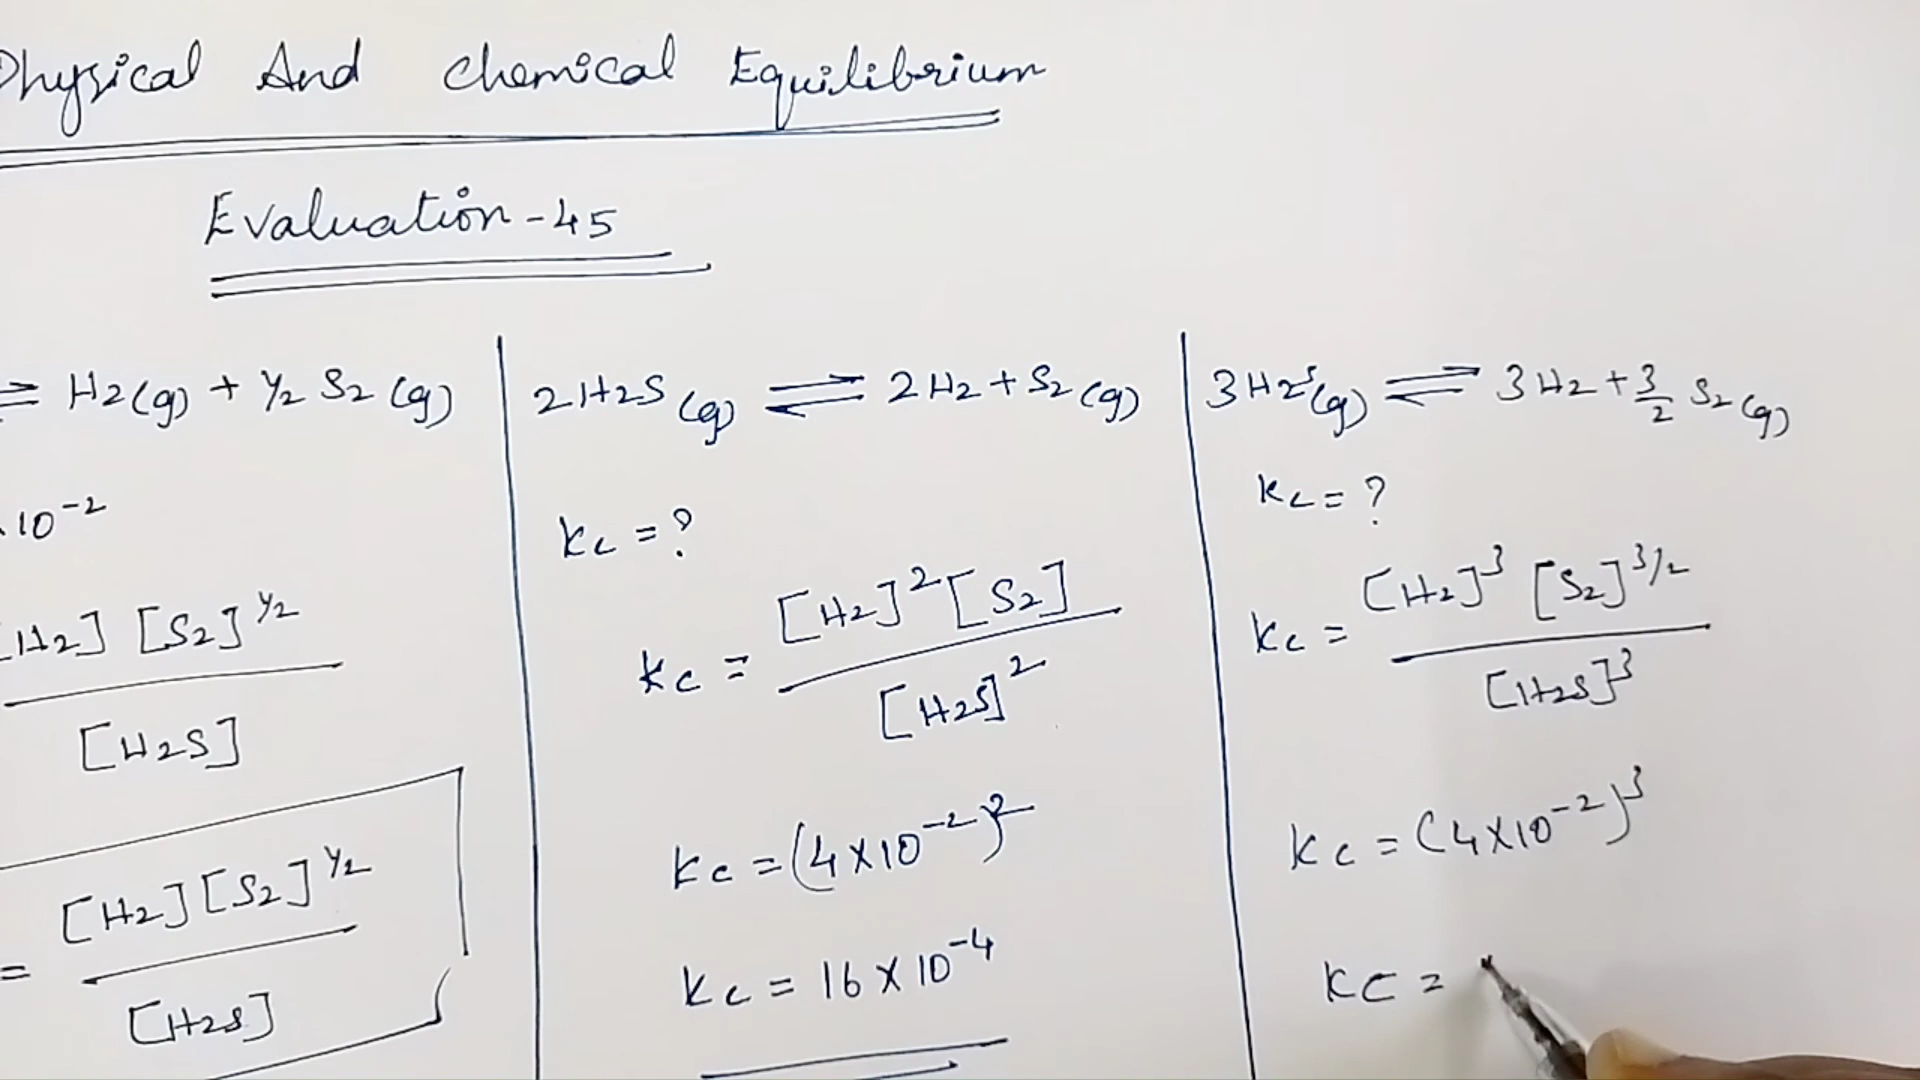 Physical And Chemical Equilibrium
Evaluation-45
⇌ H2(g) + 1/2 S2 (g)
10^-2
[H2] [S2]^1/2
[H2S]
= [H2][S2]^1/2
[H2S]
2H2S (g) ⇌ 2H2 + S2 (g)
Kc = ?
Kc = [H2]^2 [S2]
[H2S]^2
Kc = (4×10^-2)^2
Kc = 16 × 10^-4
3H2S(g) ⇌ 3H2 + 3/2 S2 (g)
Kc = ?
Kc = [H2]^3 [S2]^3/2
[H2S]^3
Kc = (4×10^-2)^3
Kc =